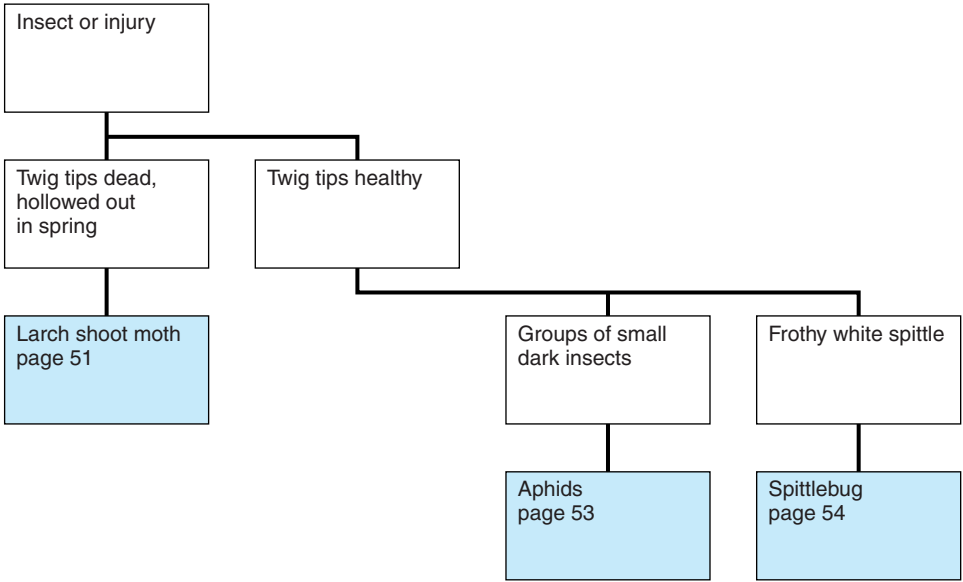 Insect or injury
Twig tips dead,
hollowed out
in spring
Twig tips healthy
Larch shoot moth
page 51
Groups of small
dark insects
Frothy white spittle
Aphids
page 53
Spittlebug
page 54